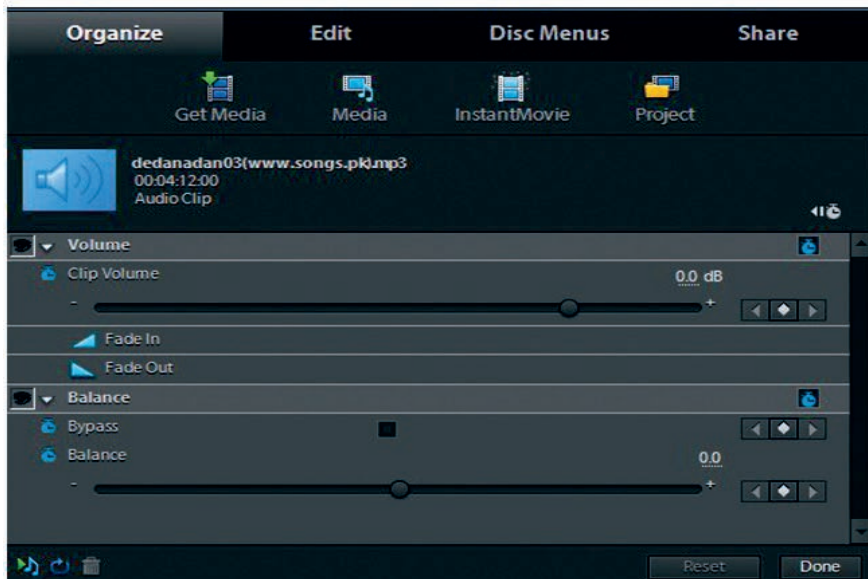 Organize Edit Disc Menus Share
Get Media Media InstantMovie Project
dedanadan03(www.songs.pk).mp3
00:04:12:00
Audio Clip
Volume
Clip Volume 0.0 dB
- +
Fade In
Fade Out
Balance
Bypass
Balance 0.0
- +
Reset Done